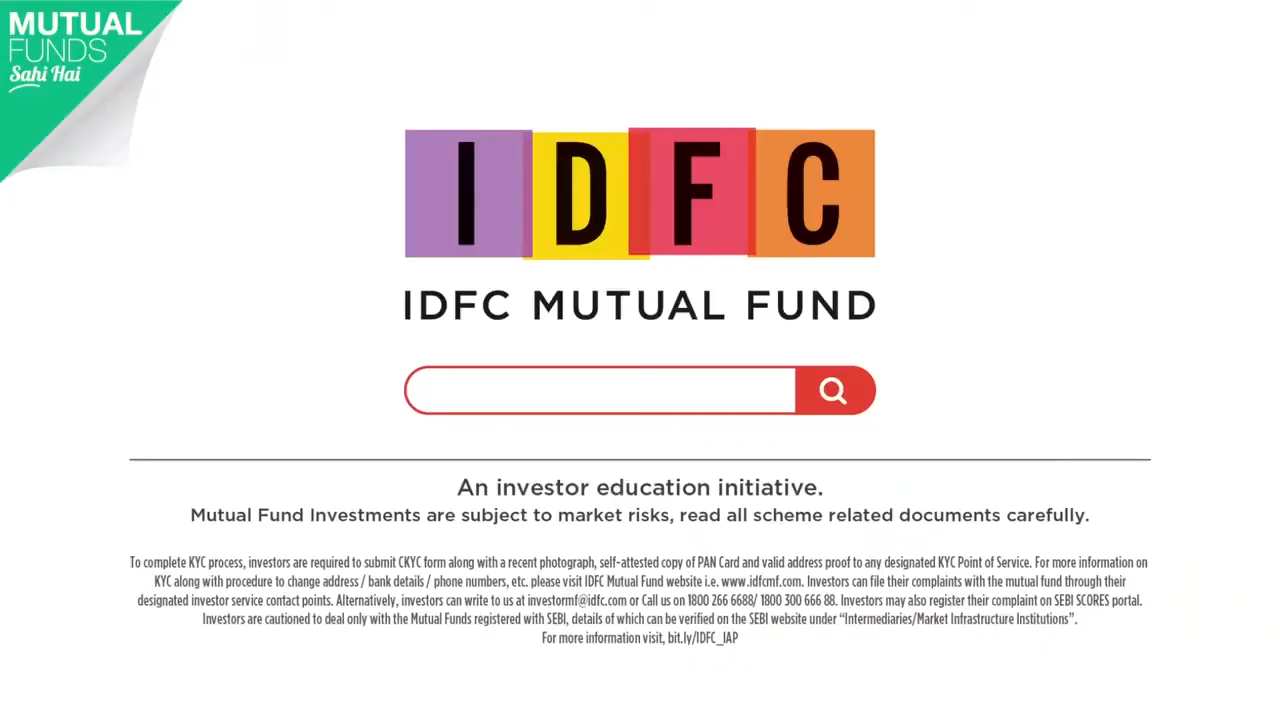 MUTUAL
FUNDS
Sahi Hai
IDFC
IDFC MUTUAL FUND
An investor education initiative.
Mutual Fund Investments are subject to market risks, read all scheme related documents carefully.
To complete KYC process, investors are required to submit CKYC form along with a recent photograph, self-attested copy of PAN Card and valid address proof to any designated KYC Point of Service. For more information on
KYC along with procedure to change address / bank details / phone numbers, etc. please visit IDFC Mutual Fund website i.e. www.idfcmf.com. Investors can file their complaints with the mutual fund through their
designated investor service contact points. Alternatively, investors can write to us at investormf@idfc.com or Call us on 1800 266 6688/ 1800 300 666 88. Investors may also register their complaint on SEBI SCORES portal.
Investors are cautioned to deal only with the Mutual Funds registered with SEBI, details of which can be verified on the SEBI website under “Intermediaries/Market Infrastructure Institutions”.
For more information visit, bit.ly/IDFC_IAP